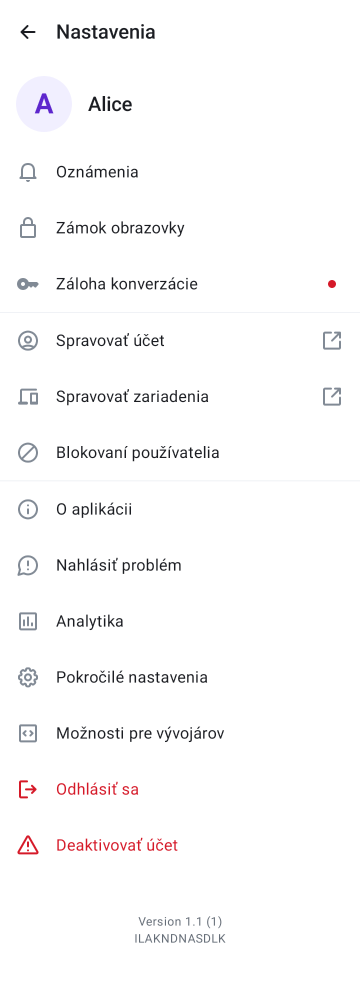 Nastavenia
A
Alice
Oznámenia
Zámok obrazovky
Záloha konverzácie
Spravovať účet
Spravovať zariadenia
Blokovaní používatelia
O aplikácii
Nahlásiť problém
Analytika
Pokročilé nastavenia
Možnosti pre vývojárov
Odhlásiť sa
Deaktivovať účet
Version 1.1 (1)
ILAKNDNASDLK